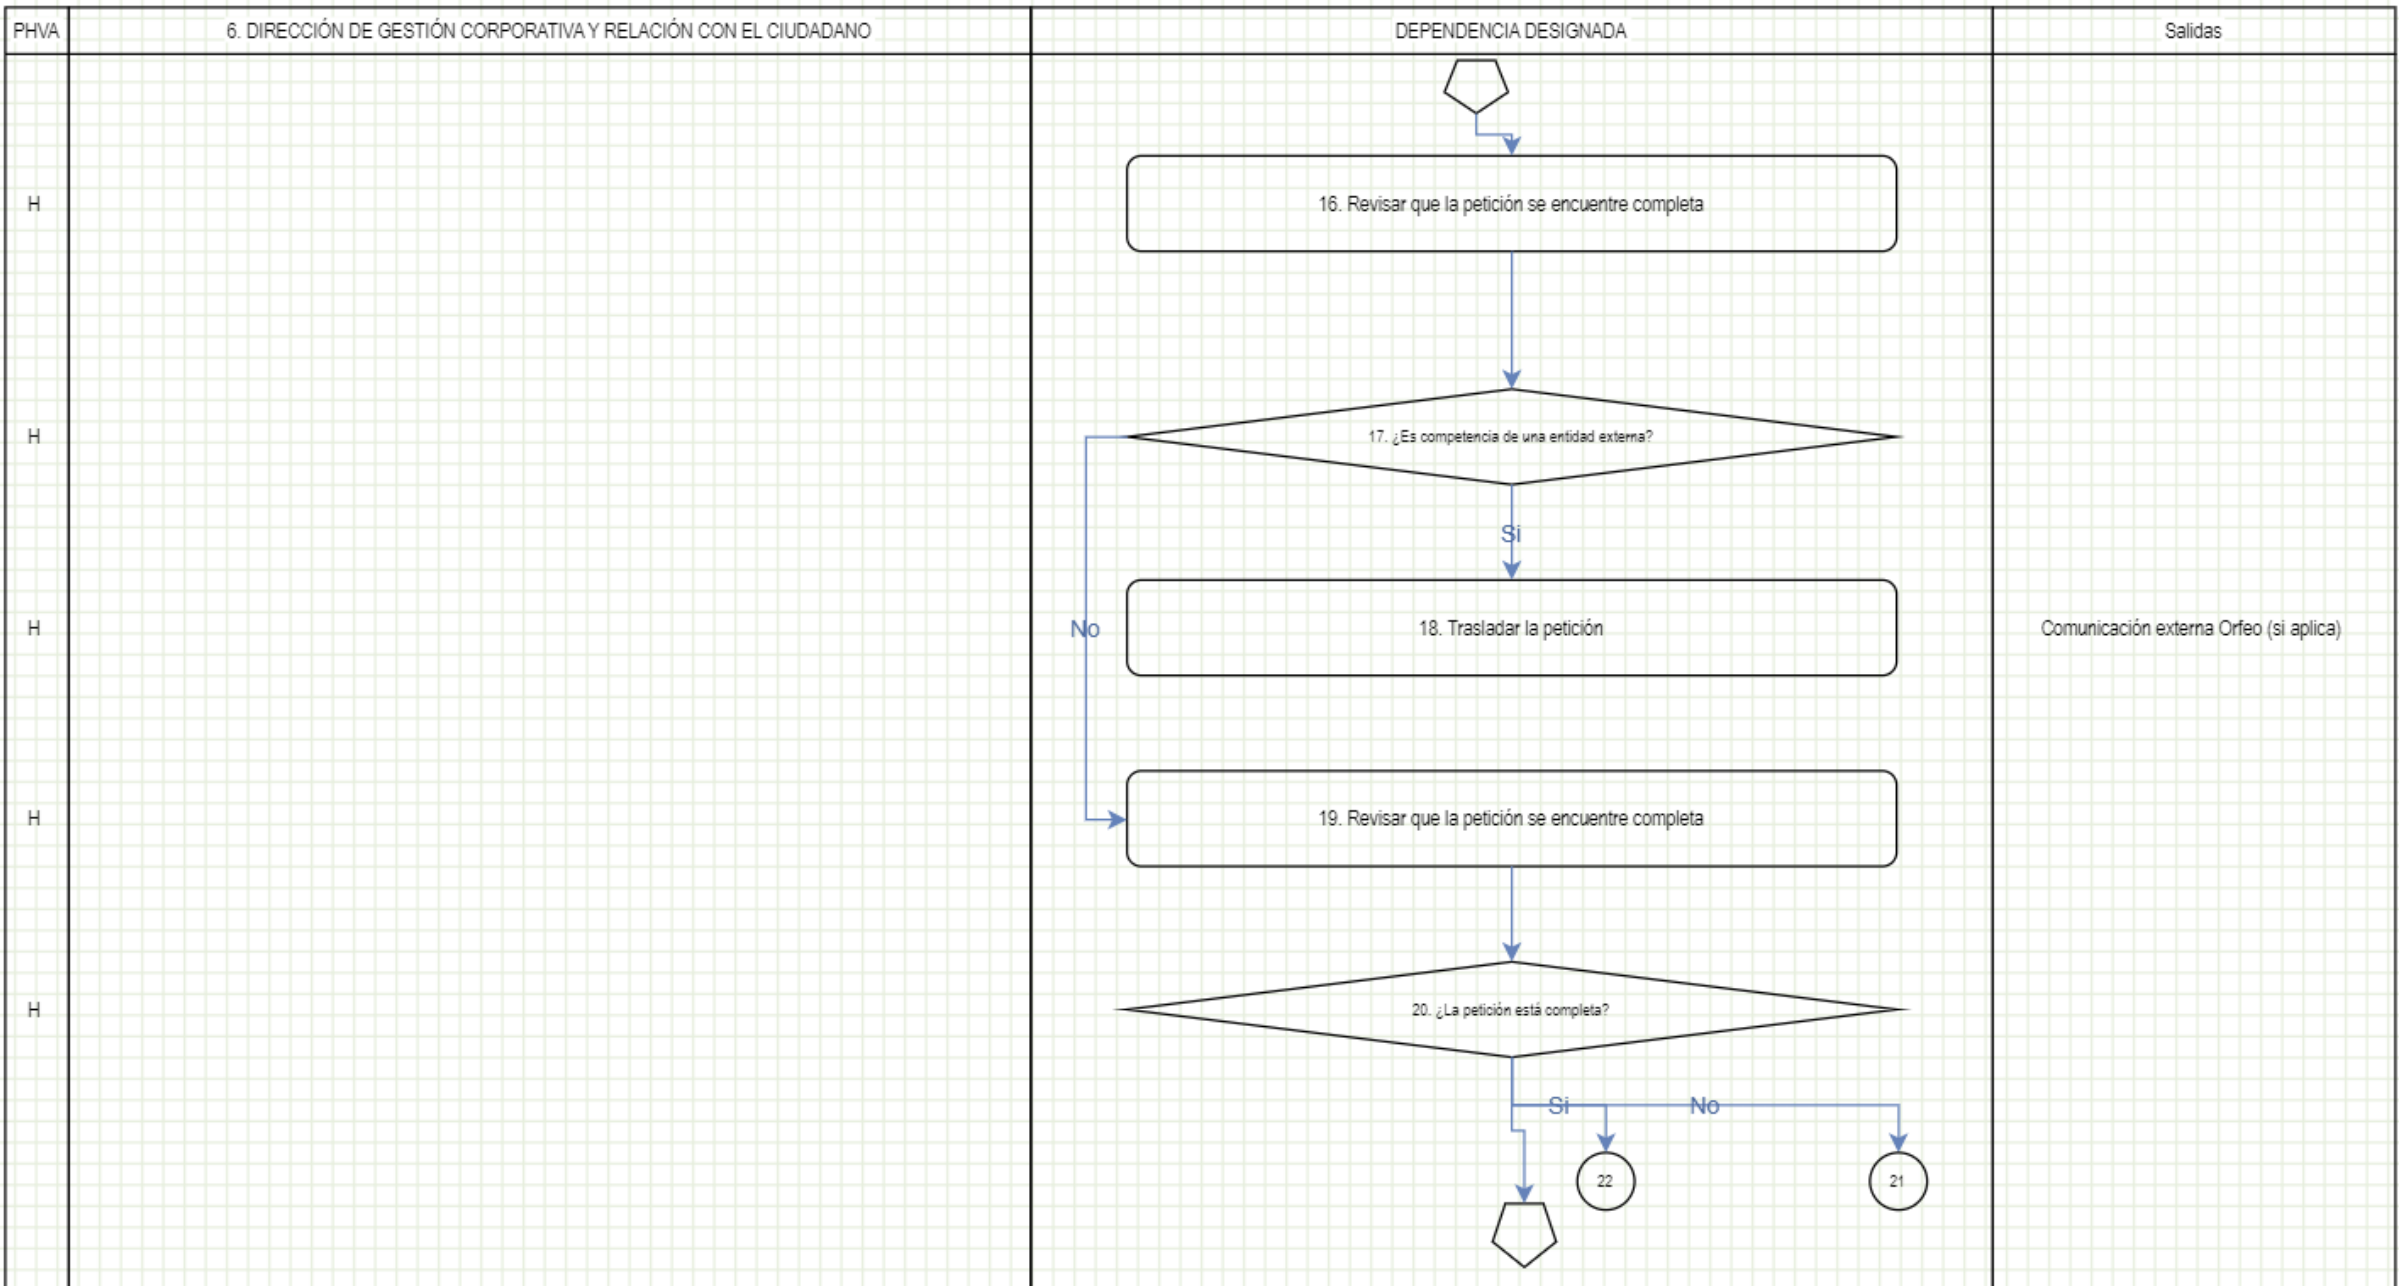 PHVA
6. DIRECCIÓN DE GESTIÓN CORPORATIVA Y RELACIÓN CON EL CIUDADANO
DEPENDENCIA DESIGNADA
Salidas
H
16. Revisar que la petición se encuentre completa
H
17. ¿Es competencia de una entidad externa?
Si
H
No
18. Trasladar la petición
Comunicación externa Orfeo (si aplica)
H
19. Revisar que la petición se encuentre completa
H
20. ¿La petición está completa?
Si
No
22
21